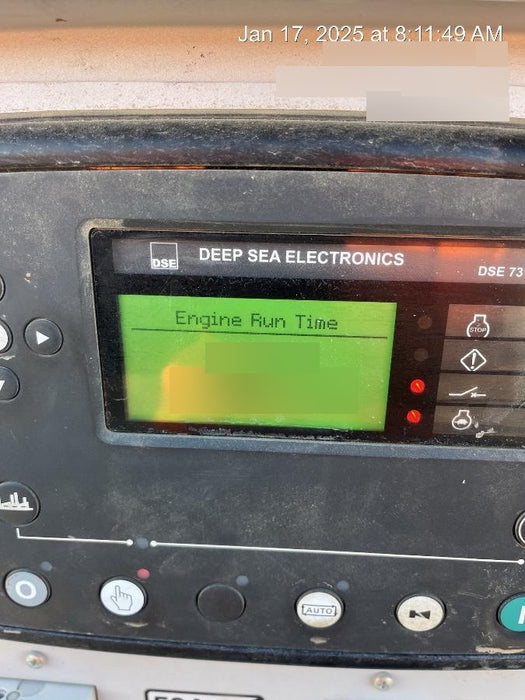 Jan 17, 2025 at 8:11:49 AM
DSE
DEEP SEA ELECTRONICS
DSE 73
Engine Run Time
STOP
O
AUTO